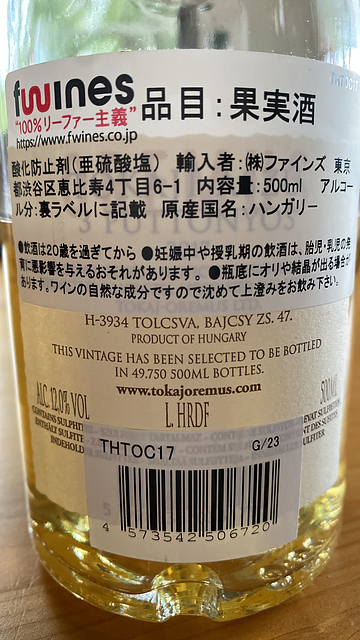 fwines
"100%リーファー主義"
https://www.fwines.co.jp
品目：果実酒
酸化防止剤(亜硫酸塩) 輸入者：㈱ファインズ 東京
都渋谷区恵比寿4丁目6-1 内容量：500ml アルコー
ル分：裏ラベルに記載 原産国名：ハンガリー
●飲酒は20歳を過ぎてから ●妊娠中や授乳期の飲酒は、胎児・乳児の発
育に悪影響を与えるおそれがあります。 ●瓶底にオリや結晶が出る場合が
あります。ワインの自然な成分ですので沈めて上澄みをお飲み下さい。
H-3934 TOLCSVA, BAJCSY ZS. 47.
PRODUCT OF HUNGARY
THIS VINTAGE HAS BEEN SELECTED TO BE BOTTLED
IN 49.750 500ML BOTTLES.
www.tokajoremus.com
ALC. 12.0% VOL
L HRDF
500ML
CONTAINS SULPHITES
ENTHÄLT SULFITE
INDEHOLD
THTOC17
G/23
4 573542 506720